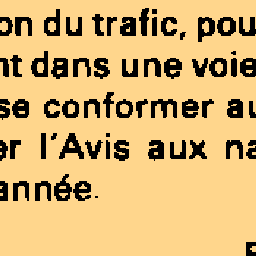 on du trafic, pou
nt dans une voie
se conformer au
er l'Avis aux na
année.